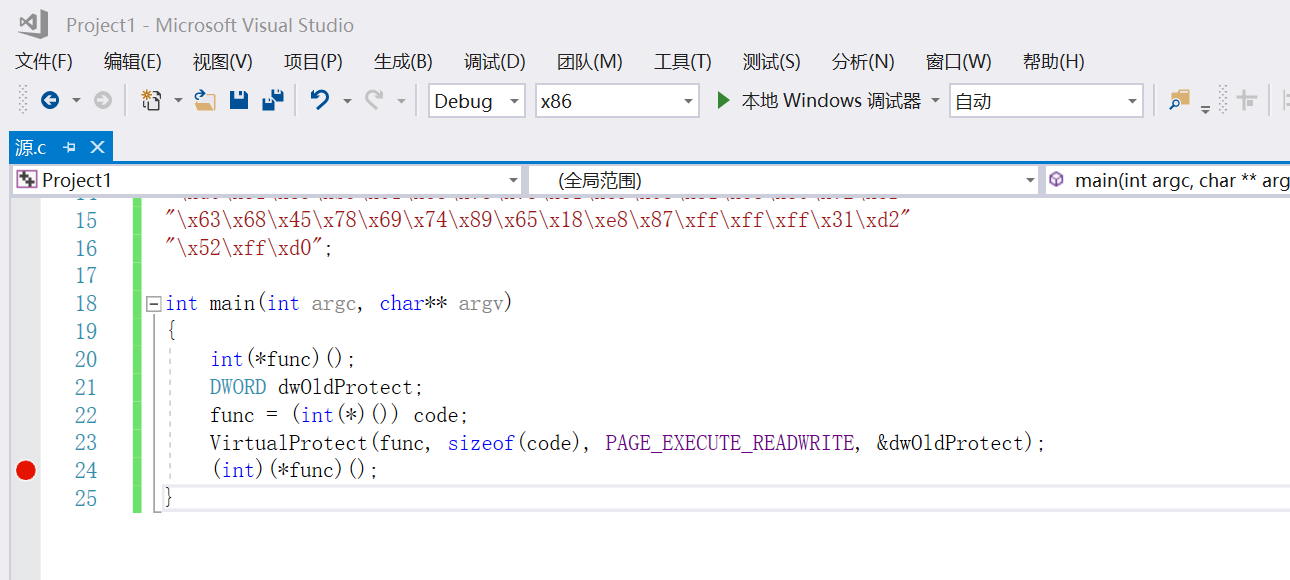 Project1 - Microsoft Visual Studio
文件(F) 编辑(E) 视图(V) 项目(P) 生成(B) 调试(D) 团队(M) 工具(T) 测试(S) 分析(N) 窗口(W) 帮助(H)
Debug x86 本地 Windows 调试器 自动
源.c
Project1 (全局范围) main(int argc, char ** arg
15 "\x63\x68\x45\x78\x69\x74\x89\x65\x18\xe8\x87\xff\xff\xff\x31\xd2"
16 "\x52\xff\xd0";
17
18 int main(int argc, char** argv)
19 {
20 int(*func)();
21 DWORD dwOldProtect;
22 func = (int(*)()) code;
23 VirtualProtect(func, sizeof(code), PAGE_EXECUTE_READWRITE, &dwOldProtect);
24 (int)(*func)();
25 }